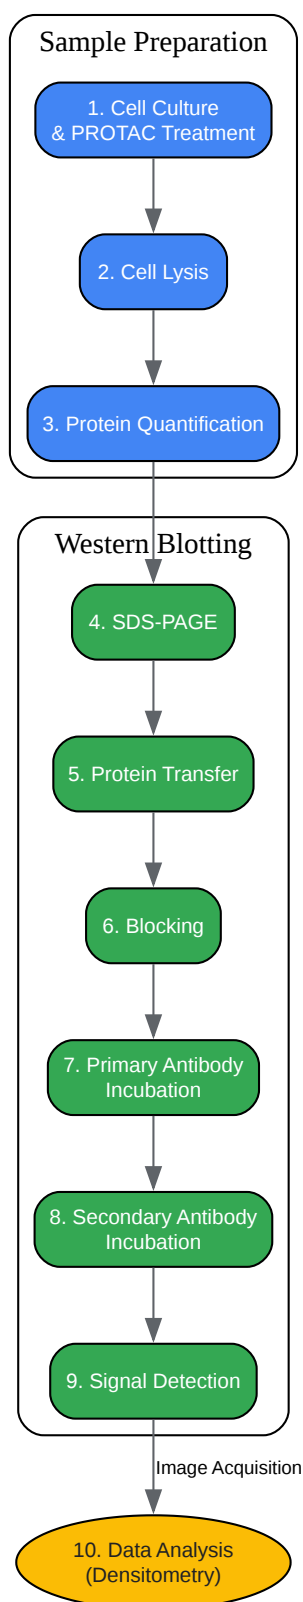 Sample Preparation
1. Cell Culture
& PROTAC Treatment
2. Cell Lysis
3. Protein Quantification
Western Blotting
4. SDS-PAGE
5. Protein Transfer
6. Blocking
7. Primary Antibody
Incubation
8. Secondary Antibody
Incubation
9. Signal Detection
Image Acquisition
10. Data Analysis
(Densitometry)